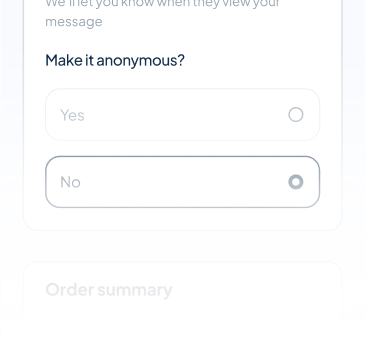 We'll let you know when they view your
message
Make it anonymous?
Yes
No
Order summary